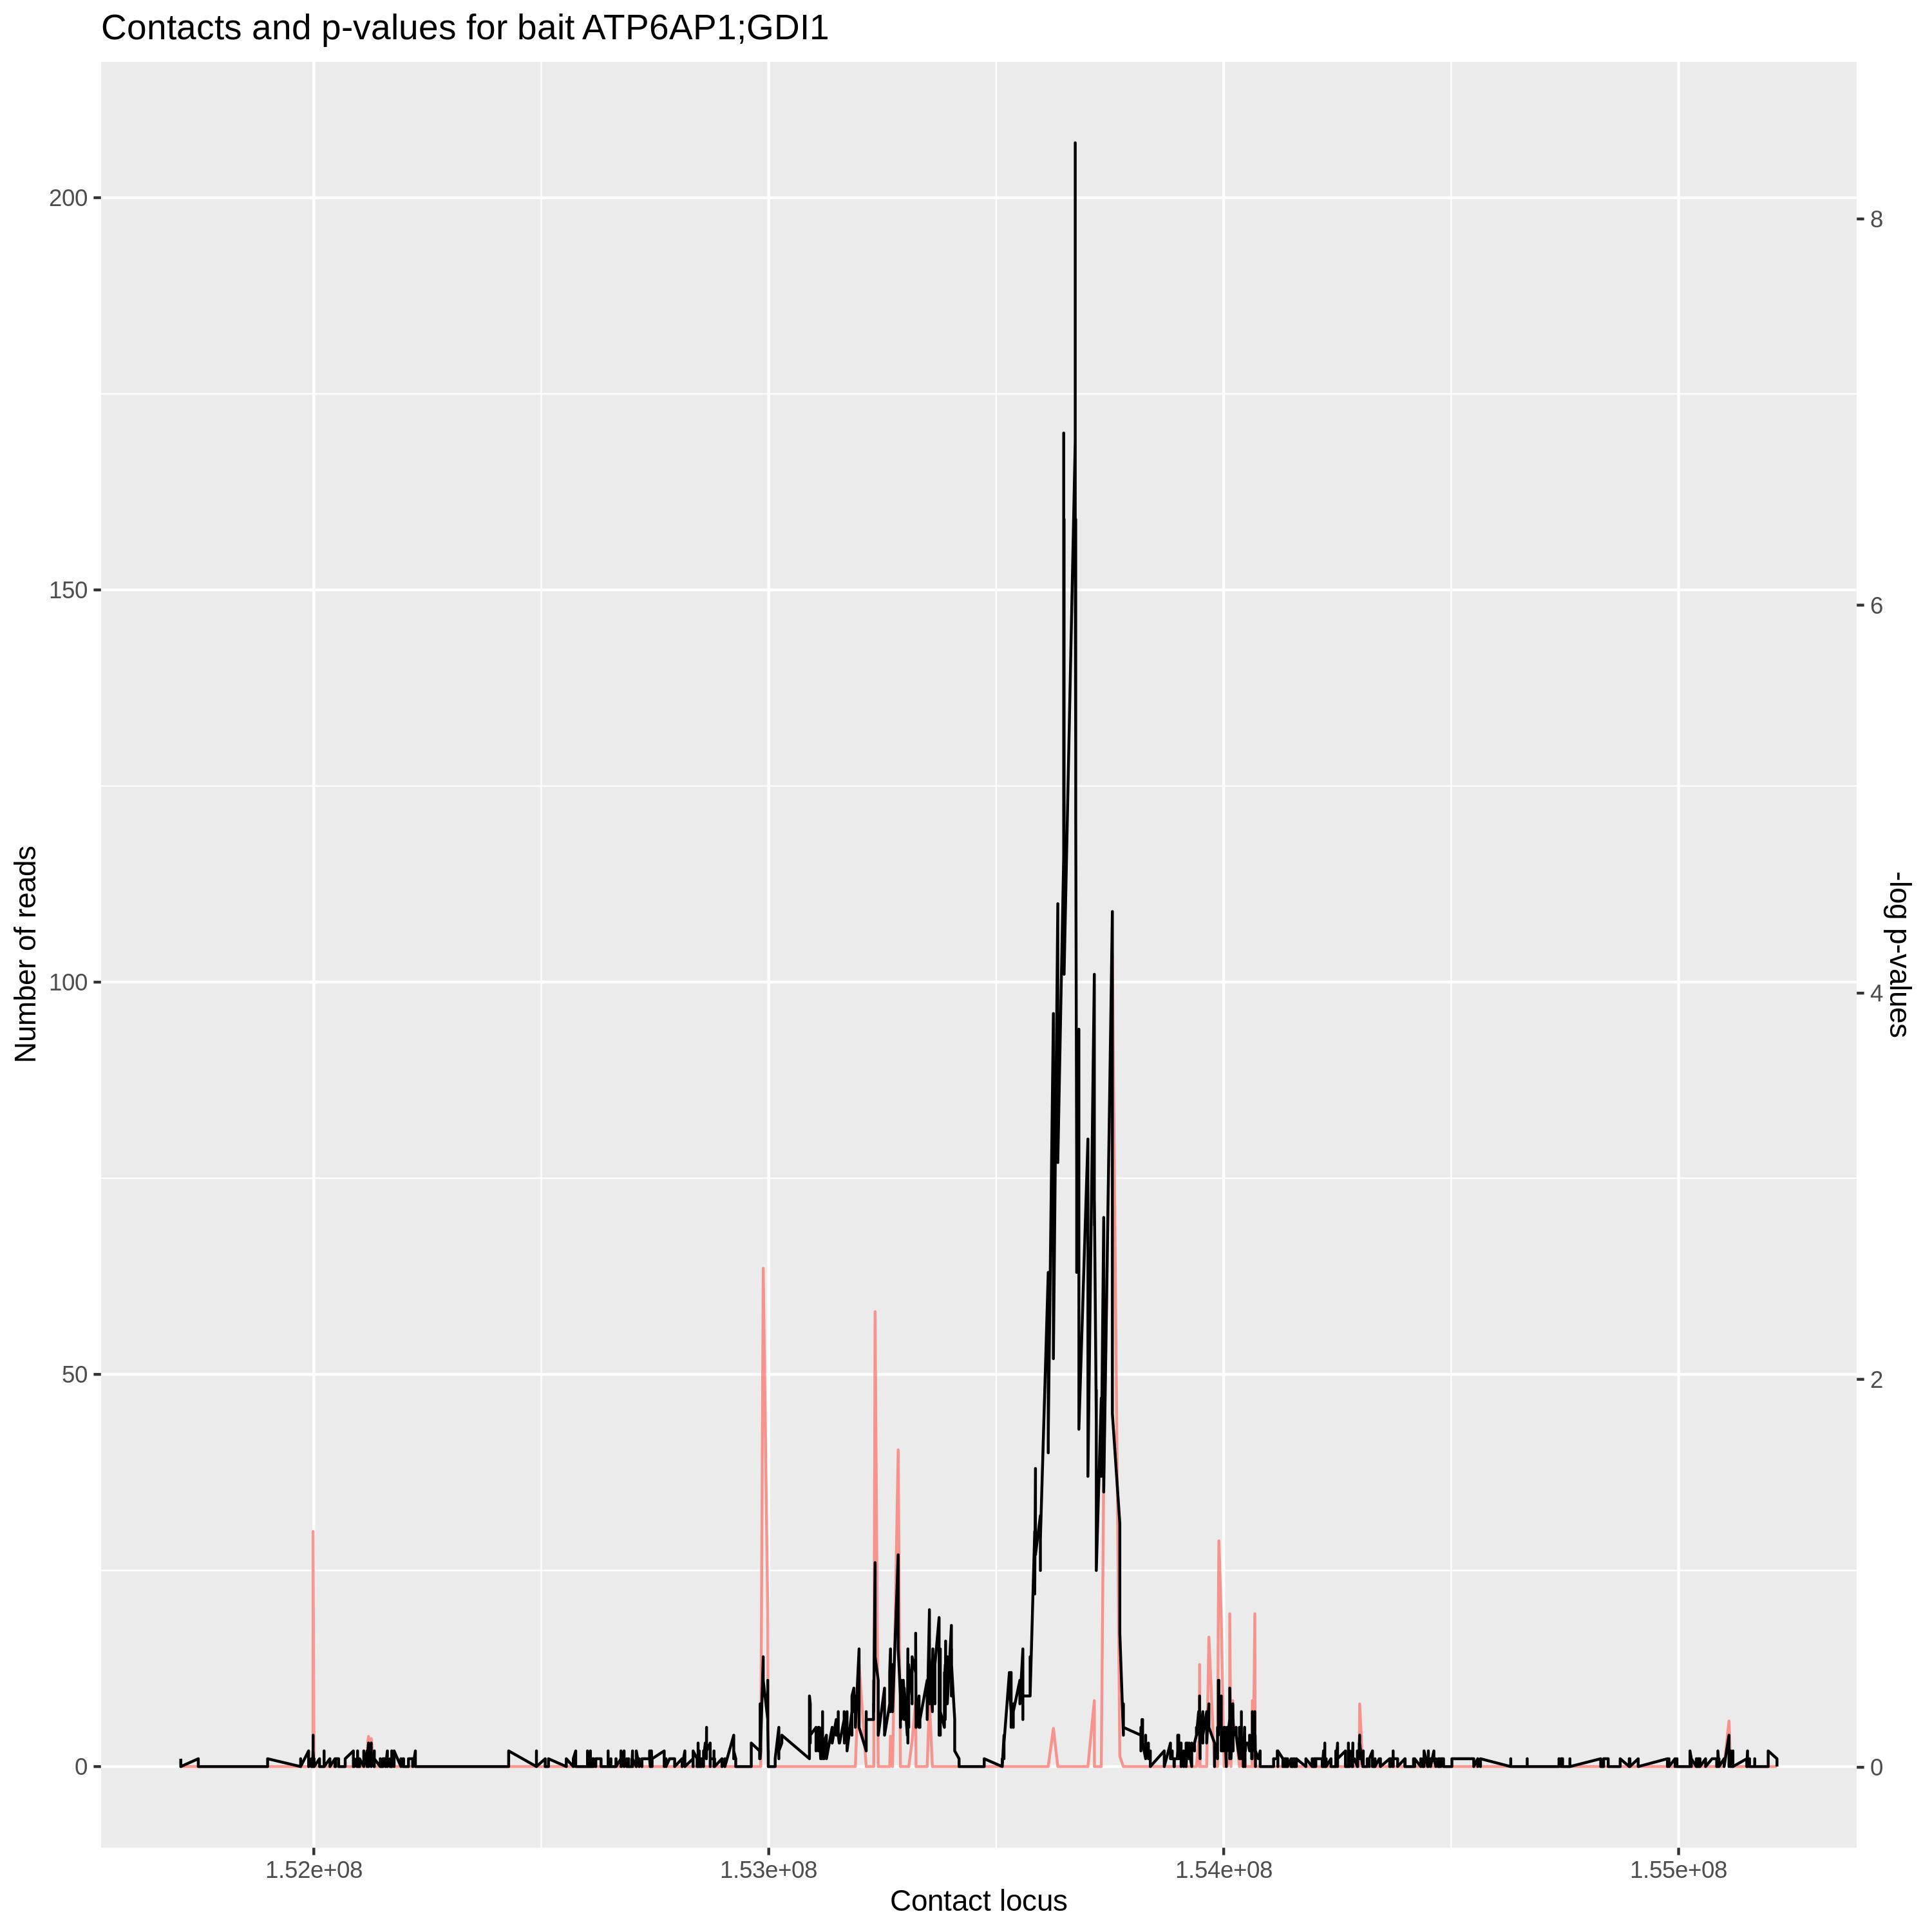 Contacts and p-values for bait ATP6AP1;GDI1
Number of reads
200
150
100
50
0
8
6
4
2
0
-log p-values
1.52e+08
1.53e+08
1.54e+08
1.55e+08
Contact locus